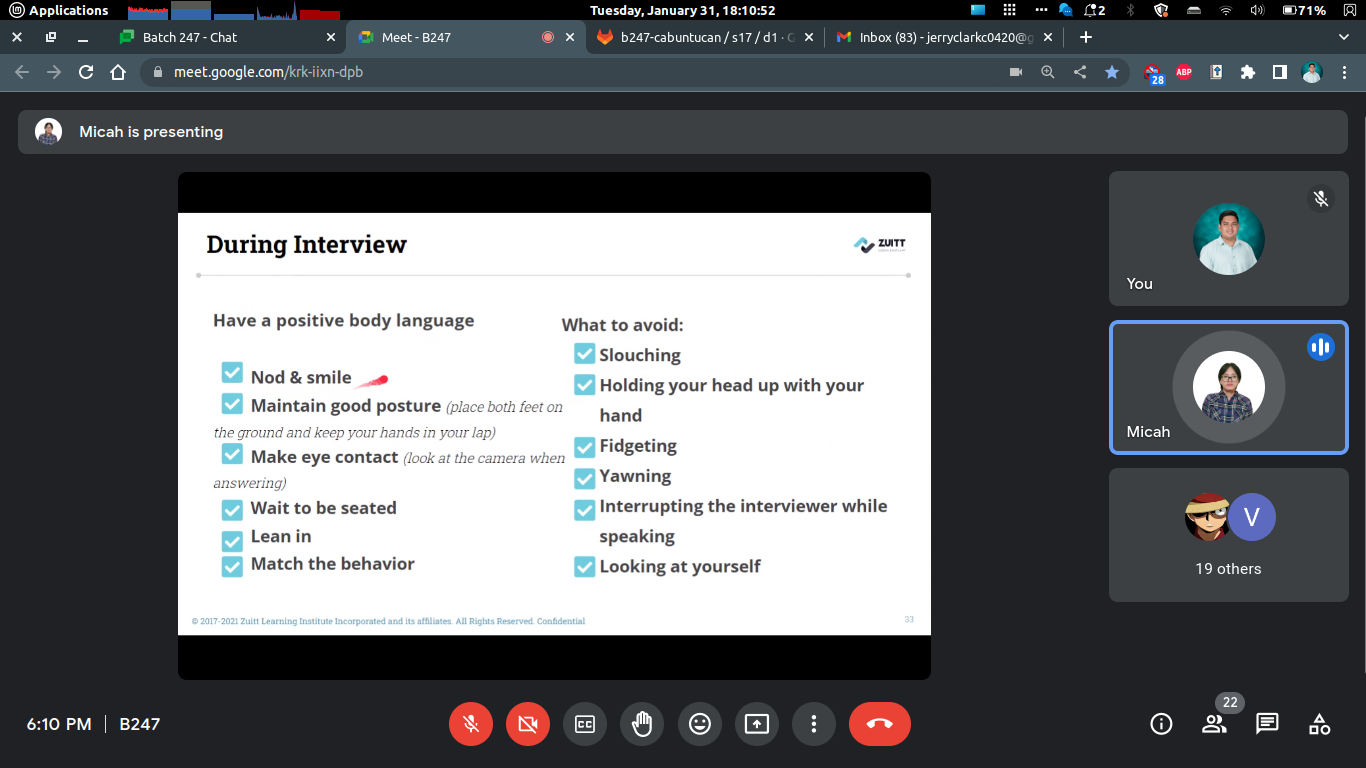 Applications
Tuesday, January 31, 18:10:52
2
71%
Batch 247 - Chat
Meet - B247
b247-cabuntucan / s17 / d1 · G
Inbox (83) - jerryclarkc0420@g
meet.google.com/krk-iixn-dpb
28
ABP
Micah is presenting
During Interview
ZUITT
Have a positive body language
Nod & smile
Maintain good posture (place both feet on
the ground and keep your hands in your lap)
Make eye contact (look at the camera when
answering)
Wait to be seated
Lean in
Match the behavior
What to avoid:
Slouching
Holding your head up with your
hand
Fidgeting
Yawning
Interrupting the interviewer while
speaking
Looking at yourself
© 2017-2021 Zuitt Learning Institute Incorporated and its affiliates. All Rights Reserved. Confidential
33
You
Micah
V
19 others
6:10 PM | B247
CC
22